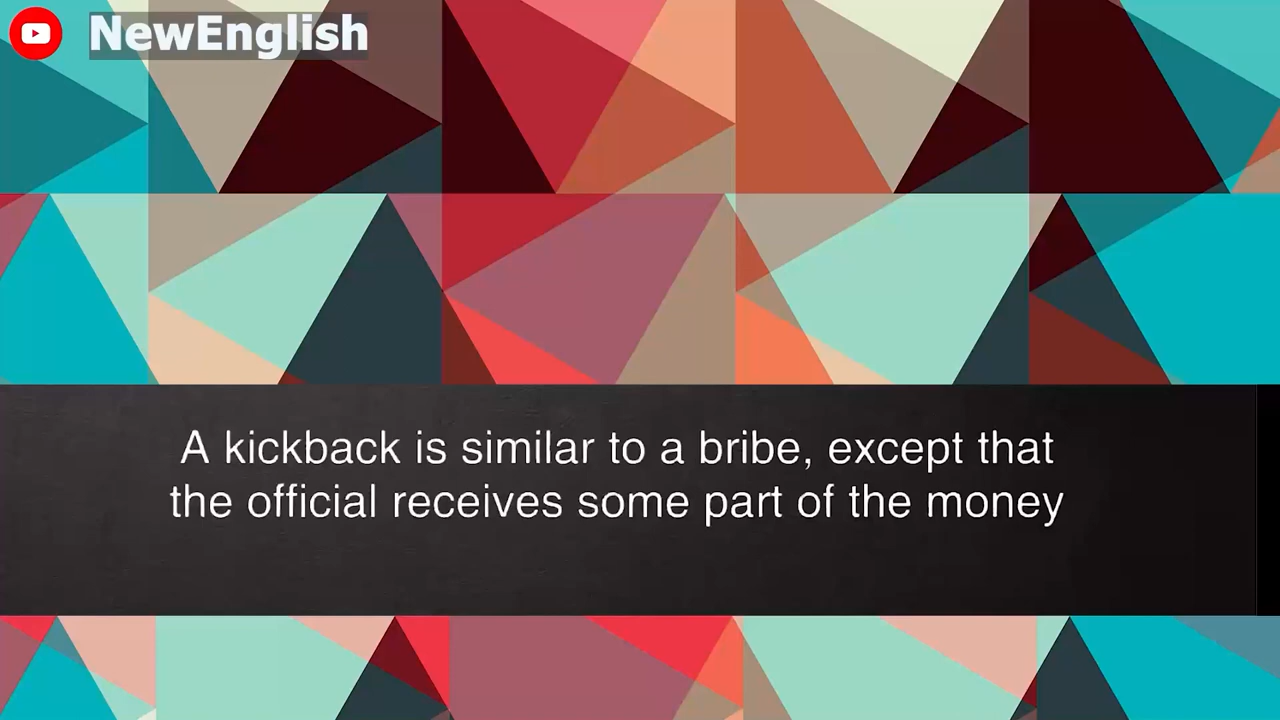 NewEnglish
A kickback is similar to a bribe, except that
the official receives some part of the money